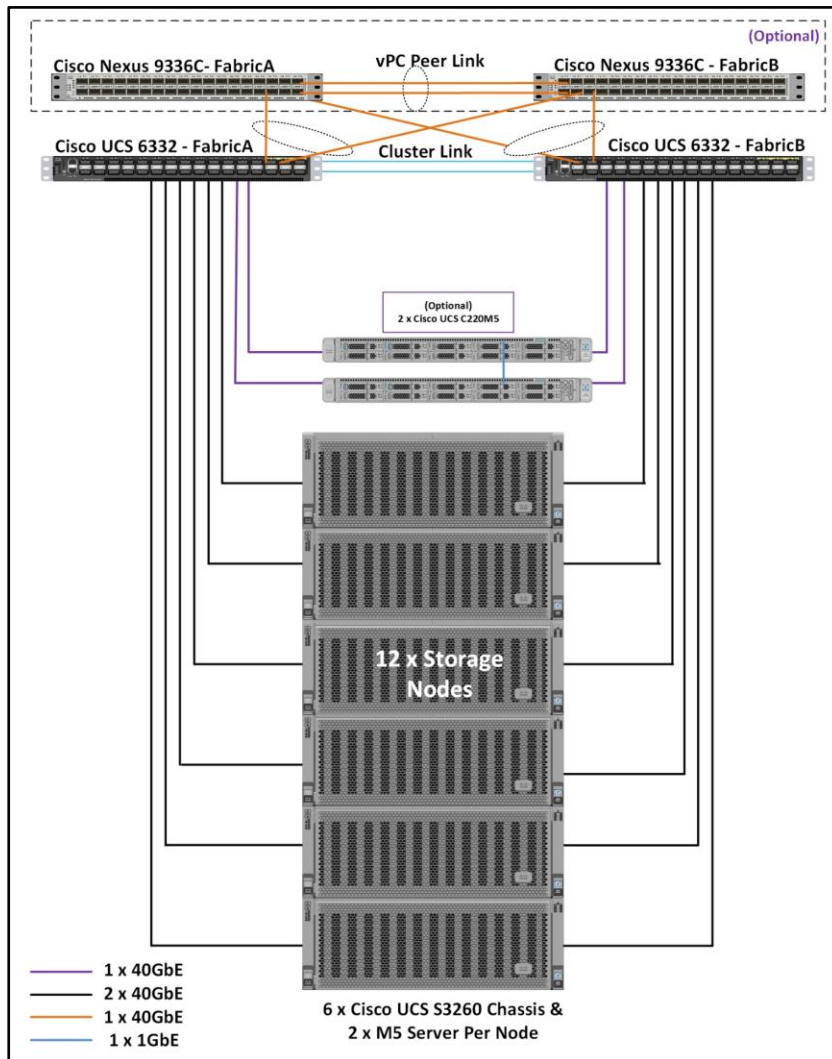 (Optional)
Cisco Nexus 9336C- FabricA
vPC Peer Link
Cisco Nexus 9336C - FabricB
Cisco UCS 6332 - FabricA
Cluster Link
Cisco UCS 6332 - FabricB
(Optional)
2 x Cisco UCS C220M5
12 x Storage
Nodes
1 x 40GbE
2 x 40GbE
1 x 40GbE
1 x 1GbE
6 x Cisco UCS S3260 Chassis &
2 x M5 Server Per Node